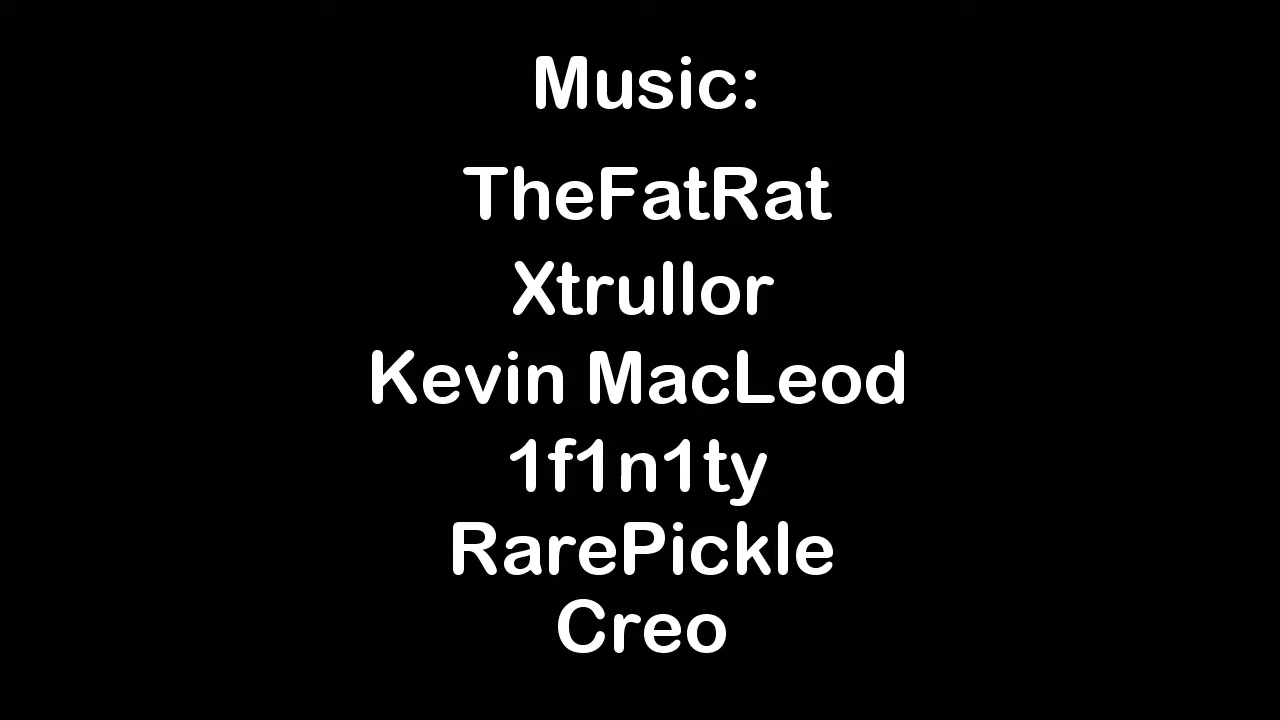 Music:
TheFatRat
Xtrullor
Kevin MacLeod
1f1n1ty
RarePickle
Creo